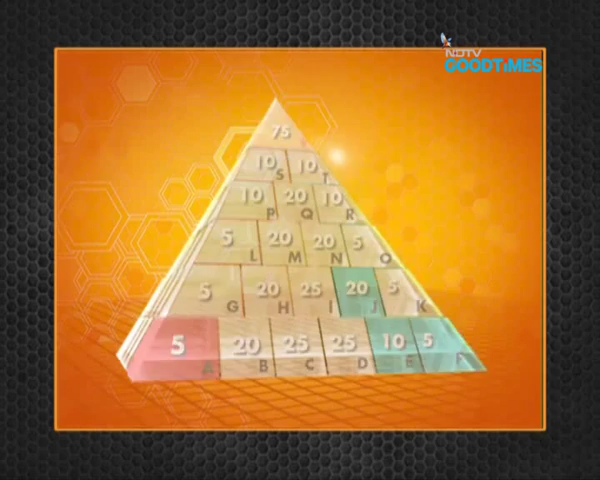 NDTV
GOODTiMES
75
10 10
S T
10 20 10
P Q R
5 20 20 5
L M N O
5 20 25 20 5
G H I J K
5 20 25 25 10 5
A B C D E F